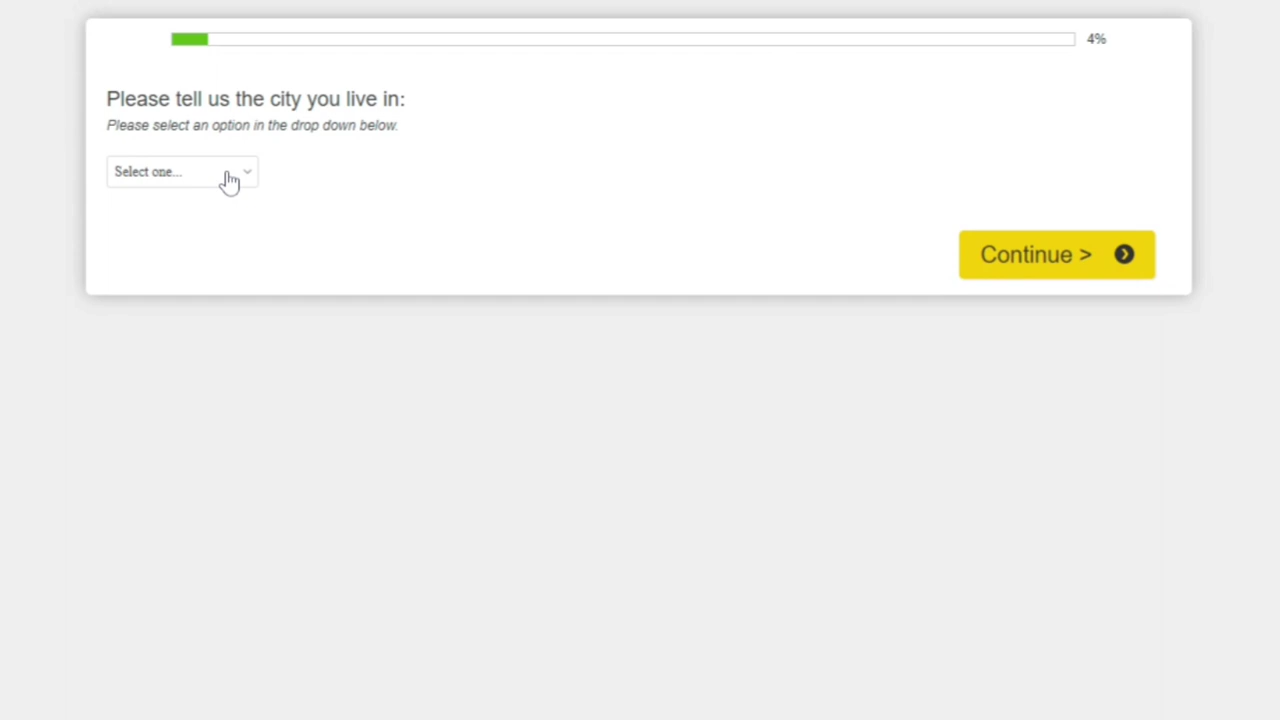 4%
Please tell us the city you live in:
Please select an option in the drop down below.
Select one...
Continue >